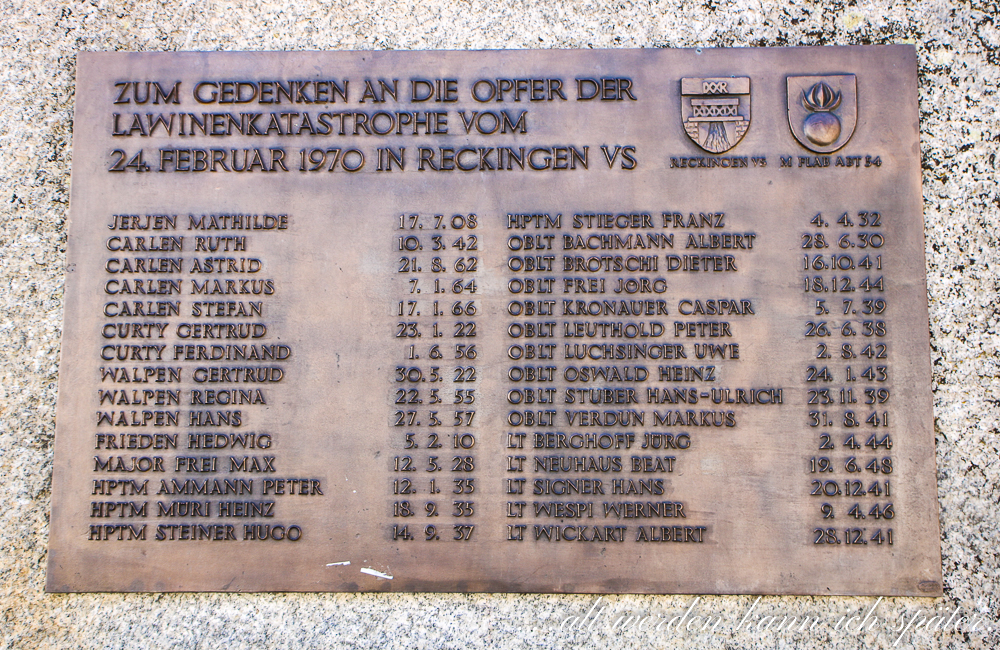 ZUM GEDENKEN AN DIE OPFER DER
LAWINENKATASTROPHE VOM
24. FEBRUAR 1970 IN RECKINGEN VS
RECKINGEN VS M FLAB ABT 54
JERJEN MATHILDE 17. 7. 08
CARLEN RUTH 10. 3. 42
CARLEN ASTRID 21. 8. 62
CARLEN MARKUS 7. 1. 64
CARLEN STEFAN 17. 1. 66
CURTY GERTRUD 23. 1. 22
CURTY FERDINAND 1. 6. 56
WALPEN GERTRUD 30. 5. 22
WALPEN REGINA 22. 5. 55
WALPEN HANS 27. 5. 57
FRIEDEN HEDWIG 5. 2. 10
MAJOR FREI MAX 12. 5. 28
HPTM AMMANN PETER 12. 1. 35
HPTM MÜRI HEINZ 18. 9. 35
HPTM STEINER HUGO 14. 9. 37
HPTM STIEGER FRANZ 4. 4. 32
OBLT BACHMANN ALBERT 28. 6. 30
OBLT BROTSCHI DIETER 16. 10. 41
OBLT FREI JÖRG 18. 12. 44
OBLT KRONAUER CASPAR 5. 7. 39
OBLT LEUTHOLD PETER 26. 6. 38
OBLT LUCHSINGER UWE 2. 8. 42
OBLT OSWALD HEINZ 24. 1. 43
OBLT STUBER HANS-ULRICH 23. 11. 39
OBLT VERDUN MARKUS 31. 8. 41
LT BERGHOFF JÜRG 2. 4. 44
LT NEUHAUS BEAT 19. 6. 48
LT SIGNER HANS 20. 12. 41
LT WESPI WERNER 9. 4. 46
LT WICKART ALBERT 28. 12. 41
...alt werden kann ich später...